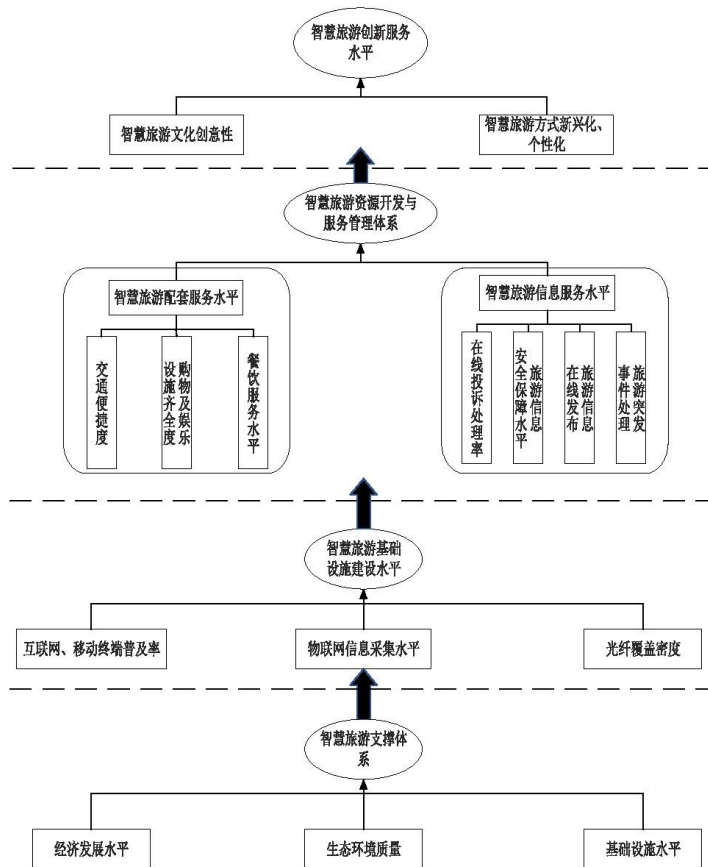 智慧旅游创新服务
水平
智慧旅游文化创意性
智慧旅游方式新兴化、
个性化
智慧旅游资源开发与
服务管理体系
智慧旅游配套服务水平
智慧旅游信息服务水平
交通便捷度
购物及娱乐
设施齐全度
餐饮服务水平
在线投诉处理率
旅游信息
安全保障水平
旅游信息
在线发布
旅游突发
事件处理
智慧旅游基础
设施建设水平
互联网、移动终端普及率
物联网信息采集水平
光纤覆盖密度
智慧旅游支撑体
系
经济发展水平
生态环境质量
基础设施水平